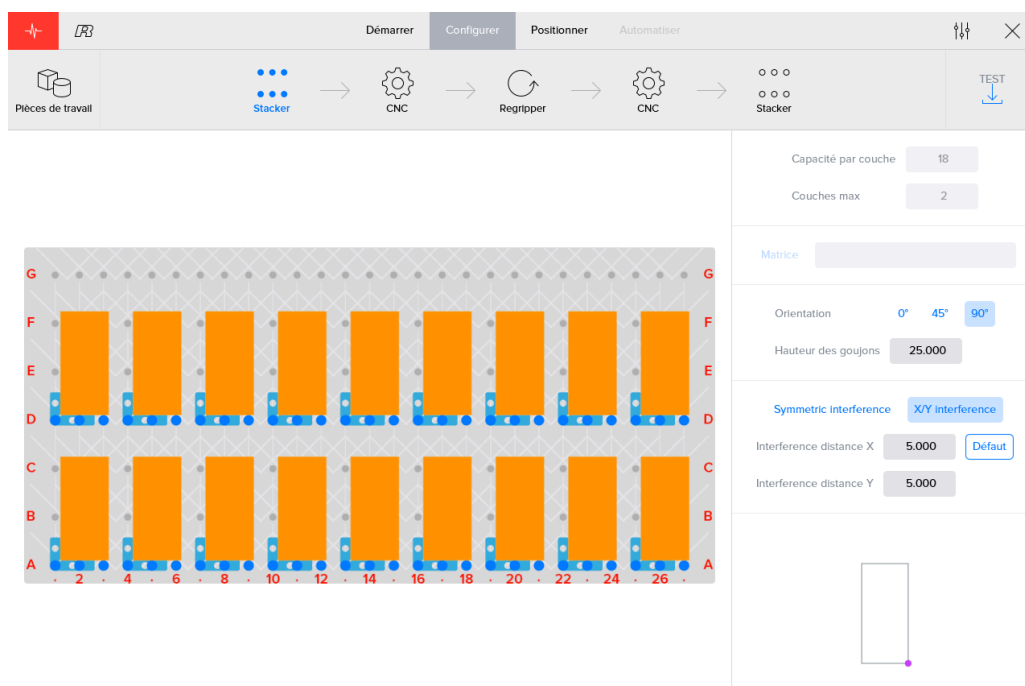 Démarrer Configurer Positionner Automatiser
Pièces de travail Stacker CNC Regripper CNC Stacker TEST
Capacité par couche 18
Couches max 2
Matrice
Orientation 0° 45° 90°
Hauteur des goujons 25.000
Symmetric interference X/Y interference
Interference distance X 5.000 Défaut
Interference distance Y 5.000
G G
F F
E E
D D
C C
B B
A A
· 2 · 4 · 6 · 8 · 10 · 12 · 14 · 16 · 18 · 20 · 22 · 24 · 26 ·